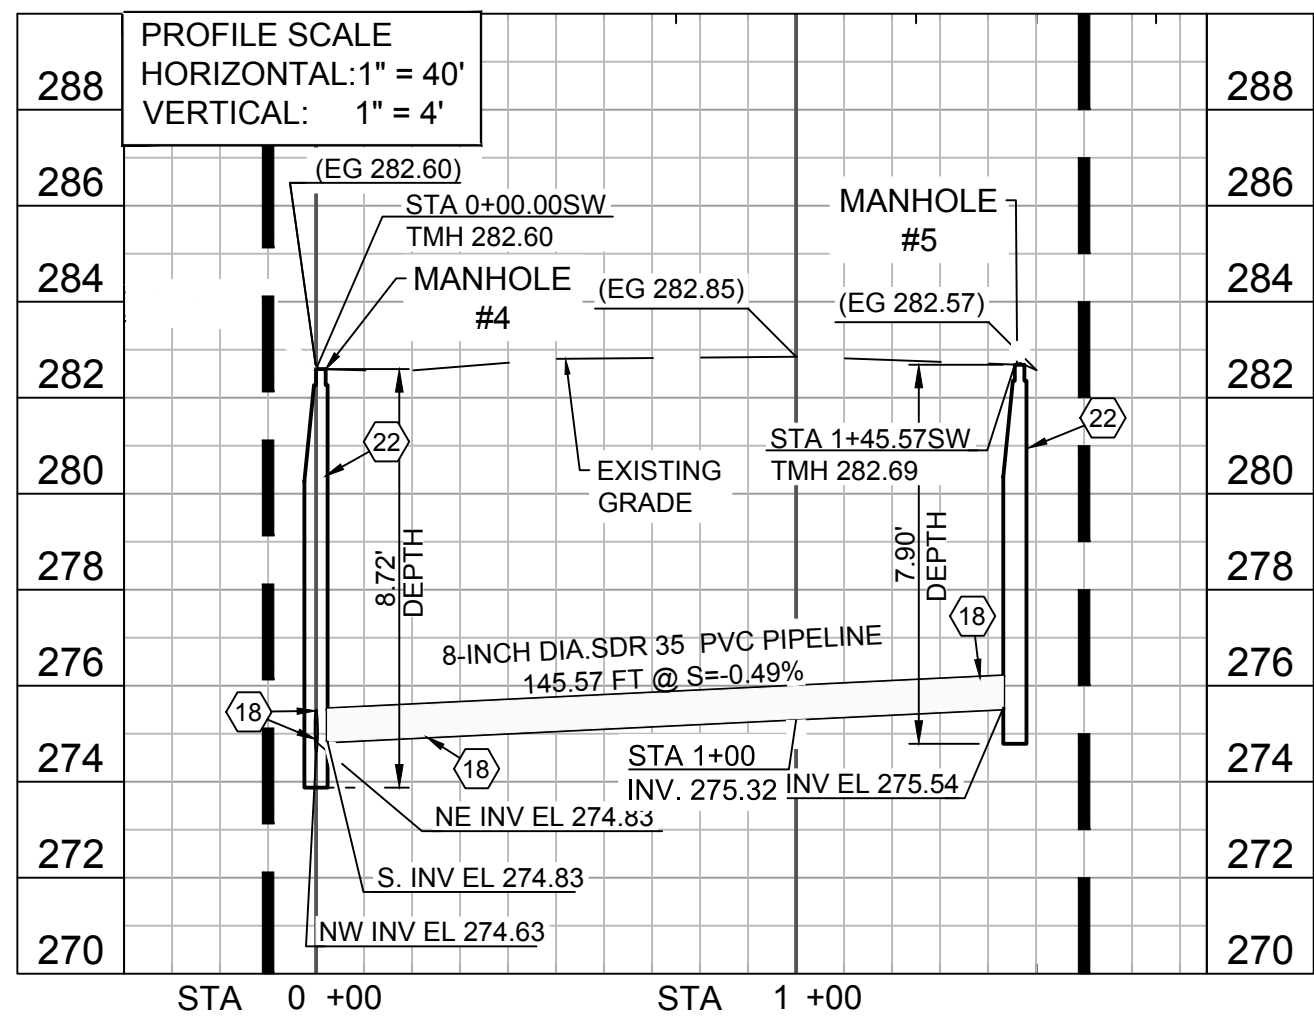 PROFILE SCALE
HORIZONTAL:1" = 40'
VERTICAL: 1" = 4'
288
288
286
286
284
284
282
282
280
280
278
278
276
276
274
274
272
272
270
270
(EG 282.60)
STA 0+00.00SW
TMH 282.60
MANHOLE
#4
(EG 282.85)
MANHOLE
#5
(EG 282.57)
22
22
STA 1+45.57SW
TMH 282.69
EXISTING
GRADE
8.72'
DEPTH
7.90'
DEPTH
18
8-INCH DIA.SDR 35 PVC PIPELINE
145.57 FT @ S=-0.49%
18
18
STA 1+00
INV. 275.32
INV EL 275.54
NE INV EL 274.83
S. INV EL 274.83
NW INV EL 274.63
STA 0 +00
STA 1 +00